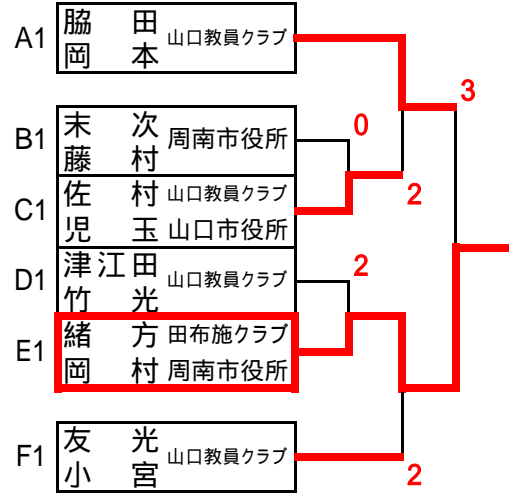 A1 脇 田 山口教員クラブ
岡 本
3
B1 末 次 周南市役所 0
藤 村
C1 佐 村 山口教員クラブ 2
児 玉 山口市役所
D1 津江田 山口教員クラブ 2
竹 光
E1 緒 方 田布施クラブ
岡 村 周南市役所
F1 友 光 山口教員クラブ 2
小 宮